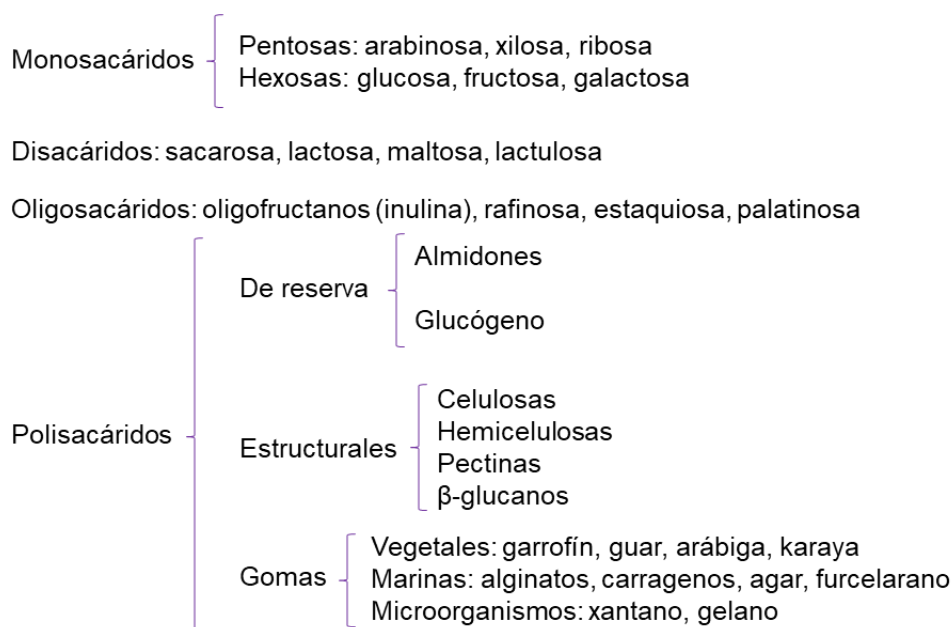 Monosacáridos
Pentosas: arabinosa, xilosa, ribosa
Hexosas: glucosa, fructosa, galactosa
Disacáridos: sacarosa, lactosa, maltosa, lactulosa
Oligosacáridos: oligofructanos (inulina), rafinosa, estaquiosa, palatinosa
Polisacáridos
De reserva
Almidones
Glucógeno
Estructurales
Celulosas
Hemicelulosas
Pectinas
β-glucanos
Gomas
Vegetales: garrofín, guar, arábiga, karaya
Marinas: alginatos, carragenos, agar, furcelarano
Microorganismos: xantano, gelano